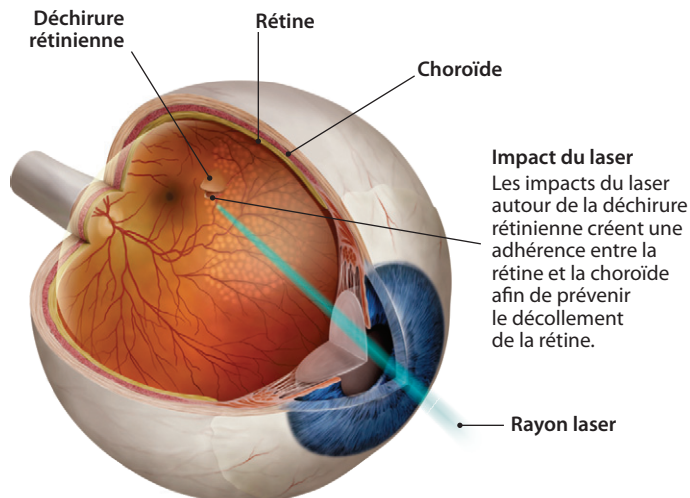 Déchirure
rétinienne
Rétine
Choroïde
Impact du laser
Les impacts du laser
autour de la déchirure
rétinienne créent une
adhérence entre la
rétine et la choroïde
afin de prévenir
le décollement
de la rétine.
Rayon laser